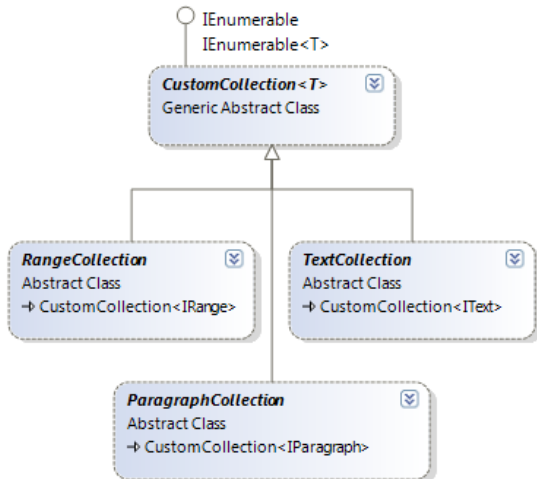 IEnumerable
IEnumerable<T>
CustomCollection<T>
Generic Abstract Class
RangeCollection
Abstract Class
CustomCollection<IRange>
TextCollection
Abstract Class
CustomCollection<IText>
ParagraphCollection
Abstract Class
CustomCollection<IParagraph>